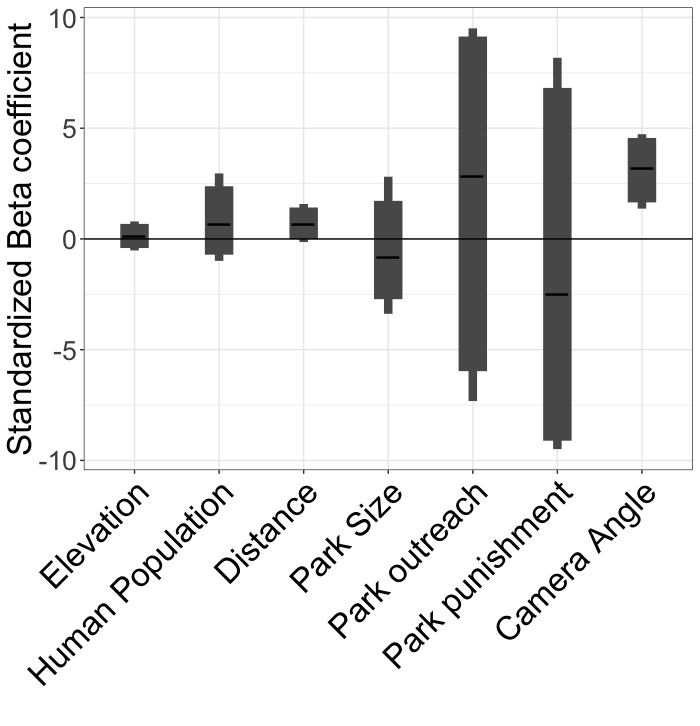 Standardized Beta coefficient
10
5
0
-5
-10
Elevation
Human Population
Distance
Park Size
Park outreach
Park punishment
Camera Angle